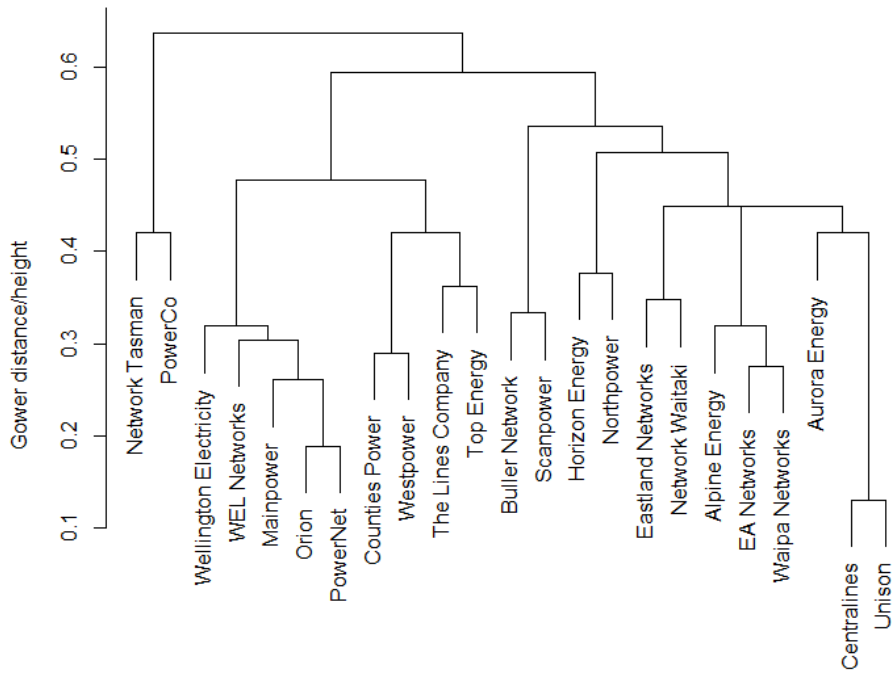 Gower distance/height
0.6
0.5
0.4
0.3
0.2
0.1
Network Tasman
PowerCo
Wellington Electricity
WEL Networks
Mainpower
Orion
PowerNet
Counties Power
Westpower
The Lines Company
Top Energy
Buller Network
Scanpower
Horizon Energy
Northpower
Eastland Networks
Network Waitaki
Alpine Energy
EA Networks
Waipa Networks
Aurora Energy
Centralines
Unison